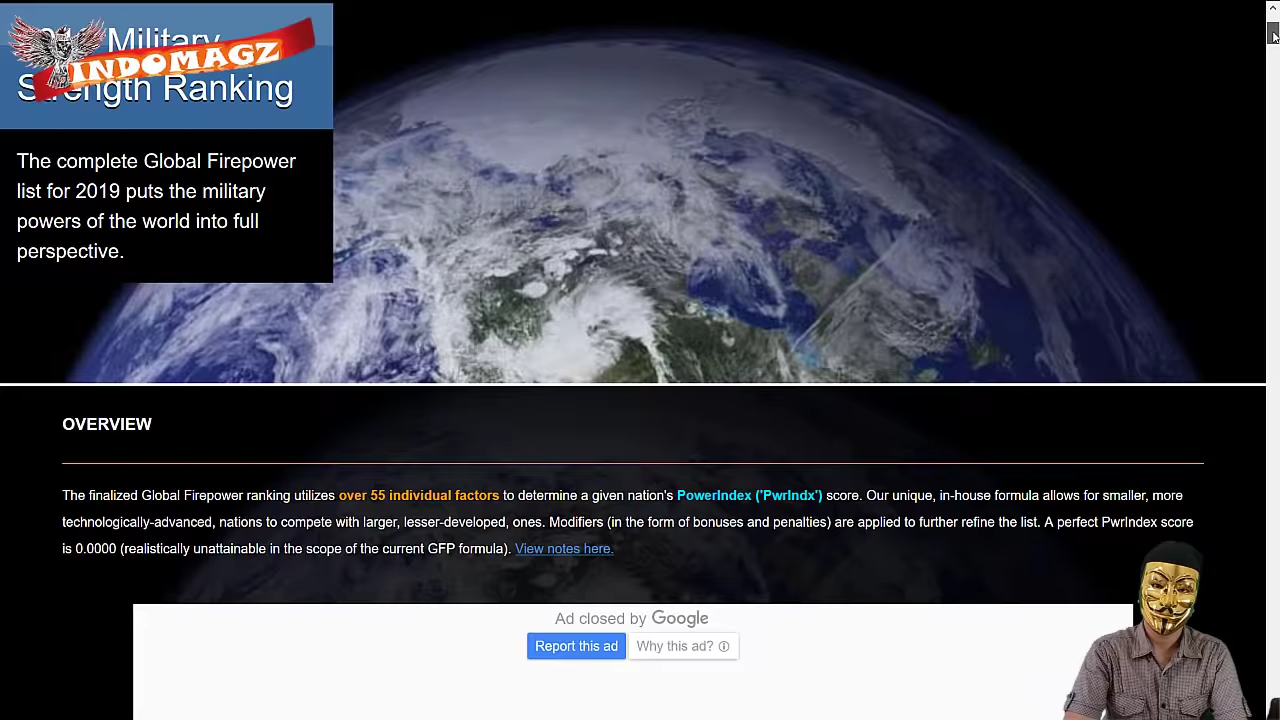 Military
INDOMAGZ
Strength Ranking
The complete Global Firepower
list for 2019 puts the military
powers of the world into full
perspective.
OVERVIEW
The finalized Global Firepower ranking utilizes over 55 individual factors to determine a given nation's PowerIndex ('PwrIndx') score. Our unique, in-house formula allows for smaller, more
technologically-advanced, nations to compete with larger, lesser-developed, ones. Modifiers (in the form of bonuses and penalties) are applied to further refine the list. A perfect PwrIndex score
is 0.0000 (realistically unattainable in the scope of the current GFP formula). View notes here.
Ad closed by Google
Report this ad
Why this ad?